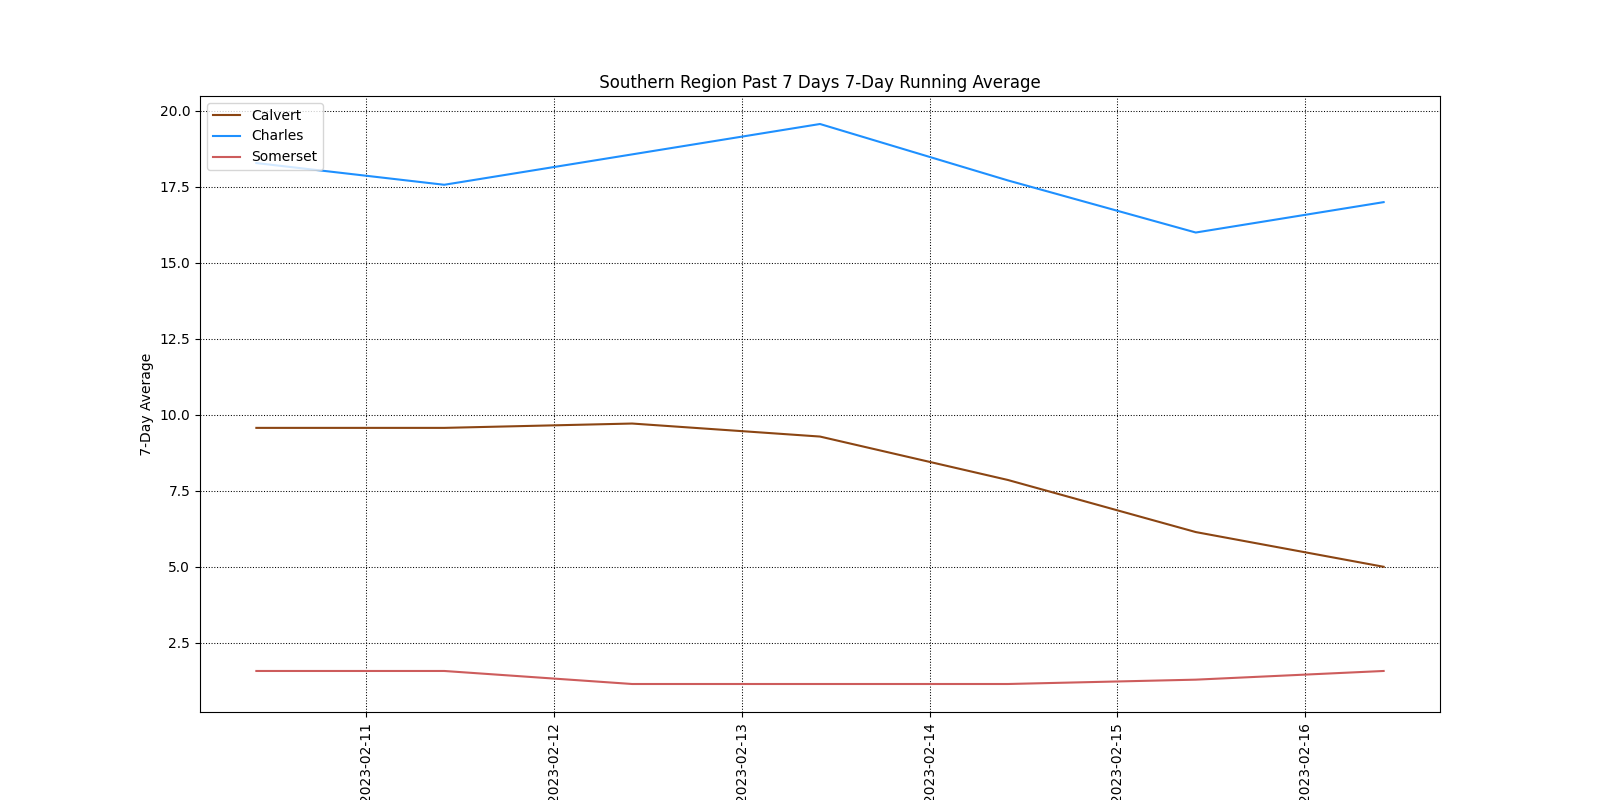 Southern Region Past 7 Days 7-Day Running Average
Calvert
Charles
Somerset
20.0
17.5
15.0
12.5
10.0
7.5
5.0
2.5
7-Day Average
2023-02-11
2023-02-12
2023-02-13
2023-02-14
2023-02-15
2023-02-16